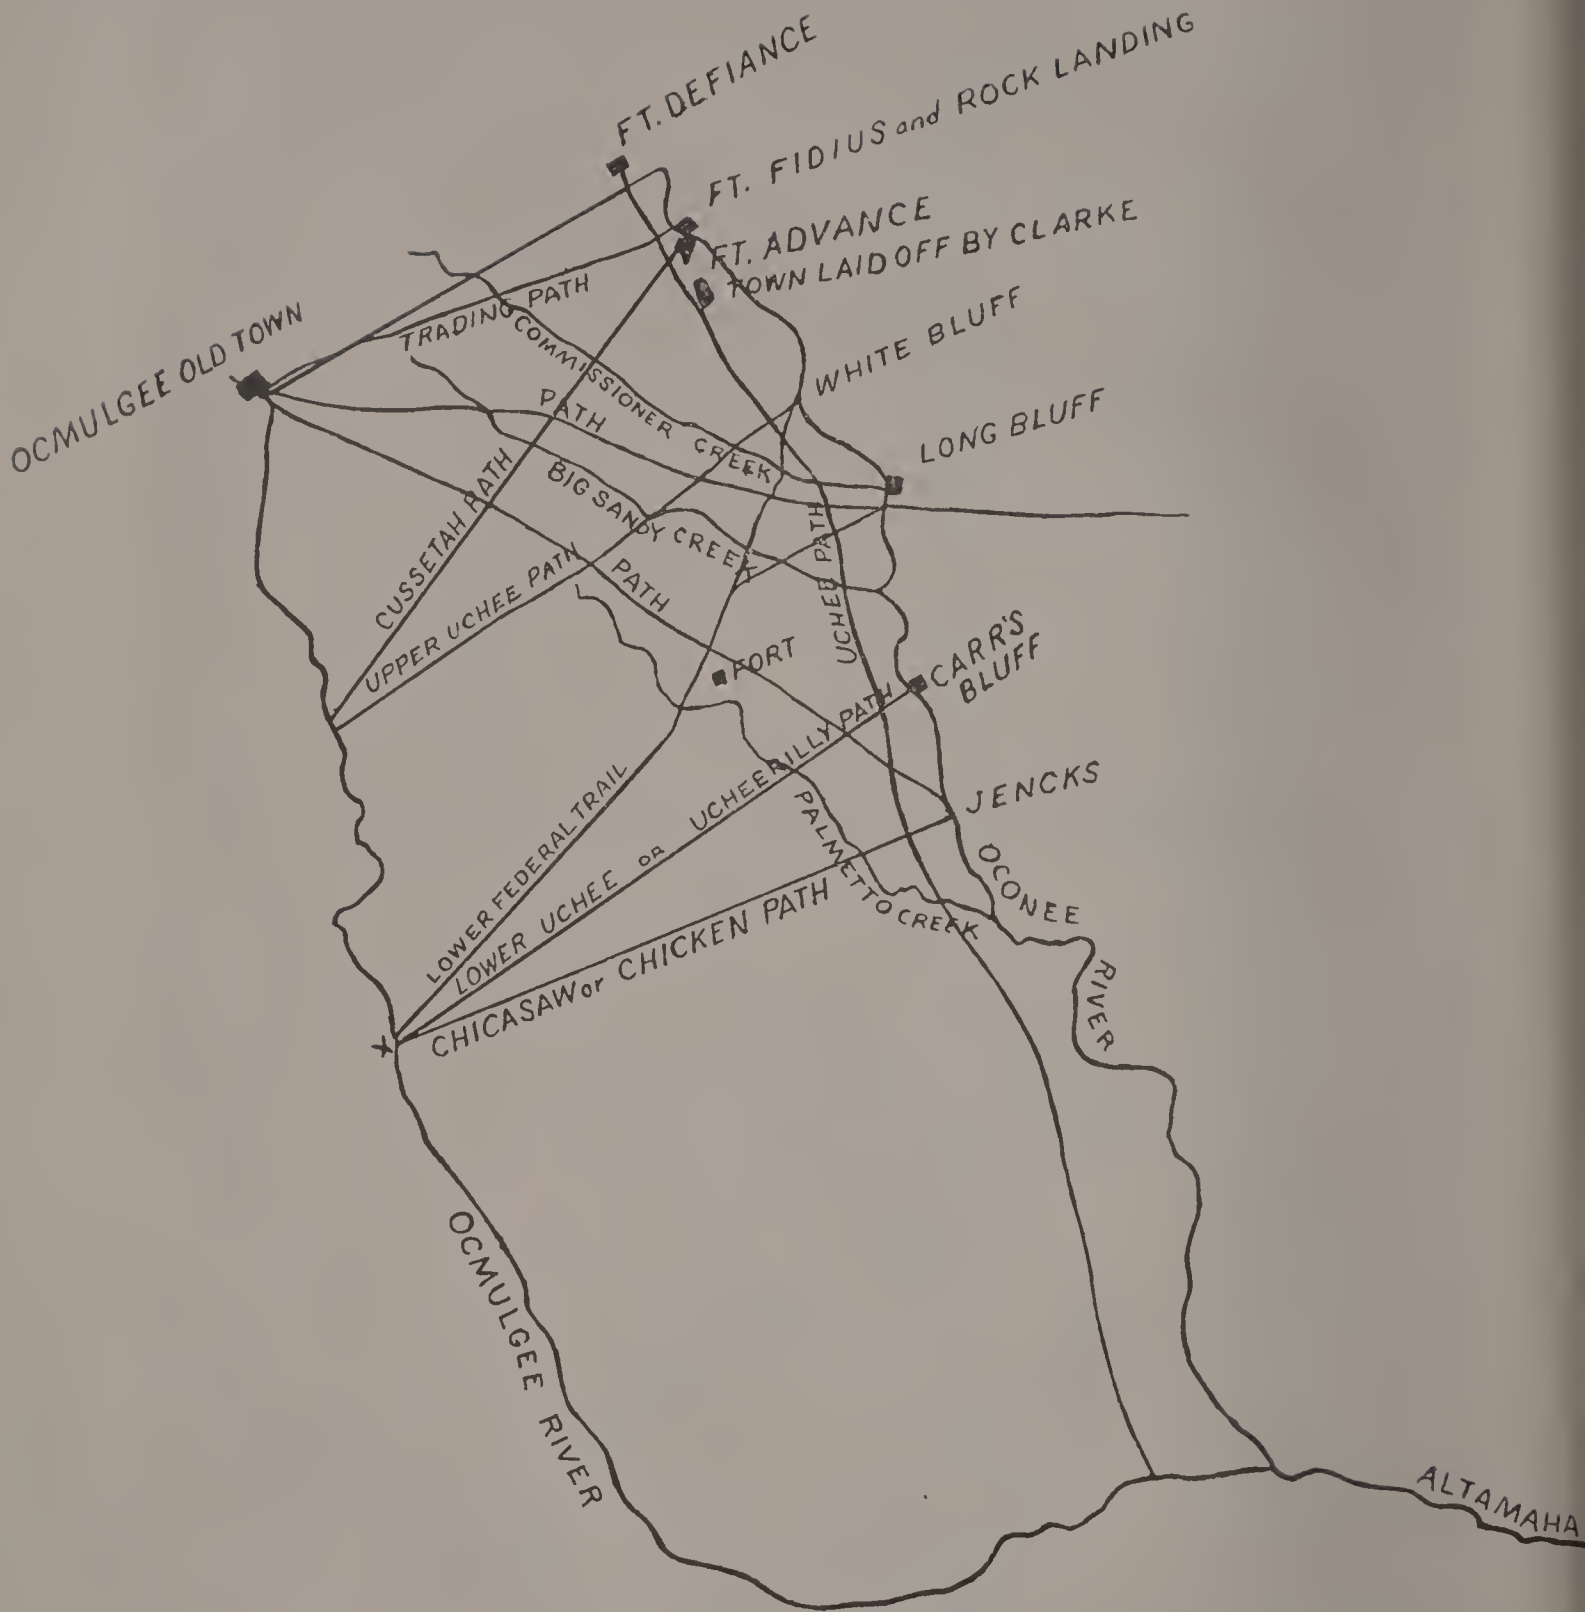 FT. DEFIANCE
FT. FIDIUS and ROCK LANDING
FT. ADVANCE
TOWN LAID OFF BY CLARKE
TRADING PATH
OCMULGEE OLD TOWN
COMMISSIONER CREEK
WHITE BLUFF
PATH
LONG BLUFF
CUSSETAH PATH
BIG SANDY CREEK
UPPER UCHEE PATH
PATH
UCHEE PATH
FORT
CARR'S
BLUFF
LOWER FEDERAL TRAIL
LOWER UCHEE OR UCHEERILLY PATH
JENCKS
PALMETTO CREEK
CHICASAW or CHICKEN PATH
OCONEE
RIVER
OCMULGEE RIVER
ALTAMAHA